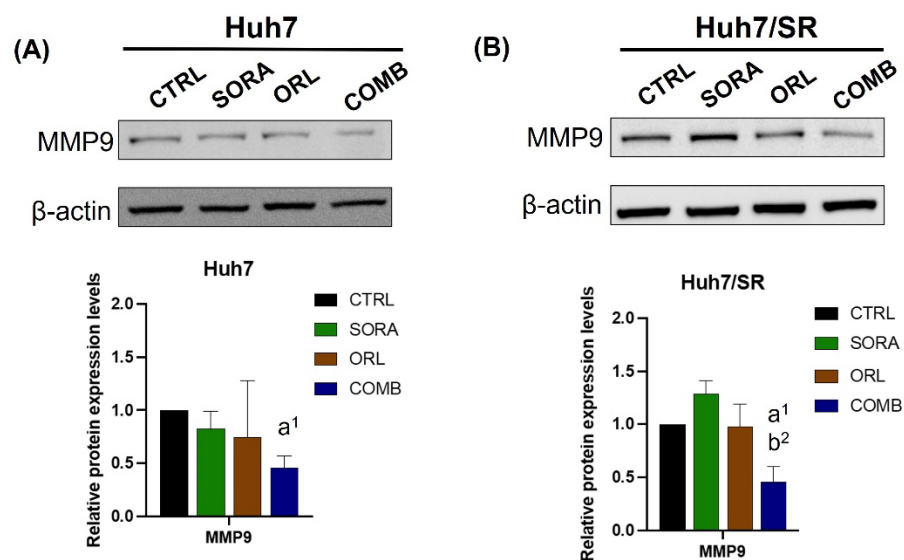 (A)
Huh7
CTRL SORA ORL COMB
MMP9
β-actin
Huh7
Relative protein expression levels
2.0
1.5
1.0
0.5
0.0
a¹
MMP9
CTRL
SORA
ORL
COMB
(B)
Huh7/SR
CTRL SORA ORL COMB
MMP9
β-actin
Huh7/SR
Relative protein expression levels
2.0
1.5
1.0
0.5
0.0
a¹
b²
MMP9
CTRL
SORA
ORL
COMB